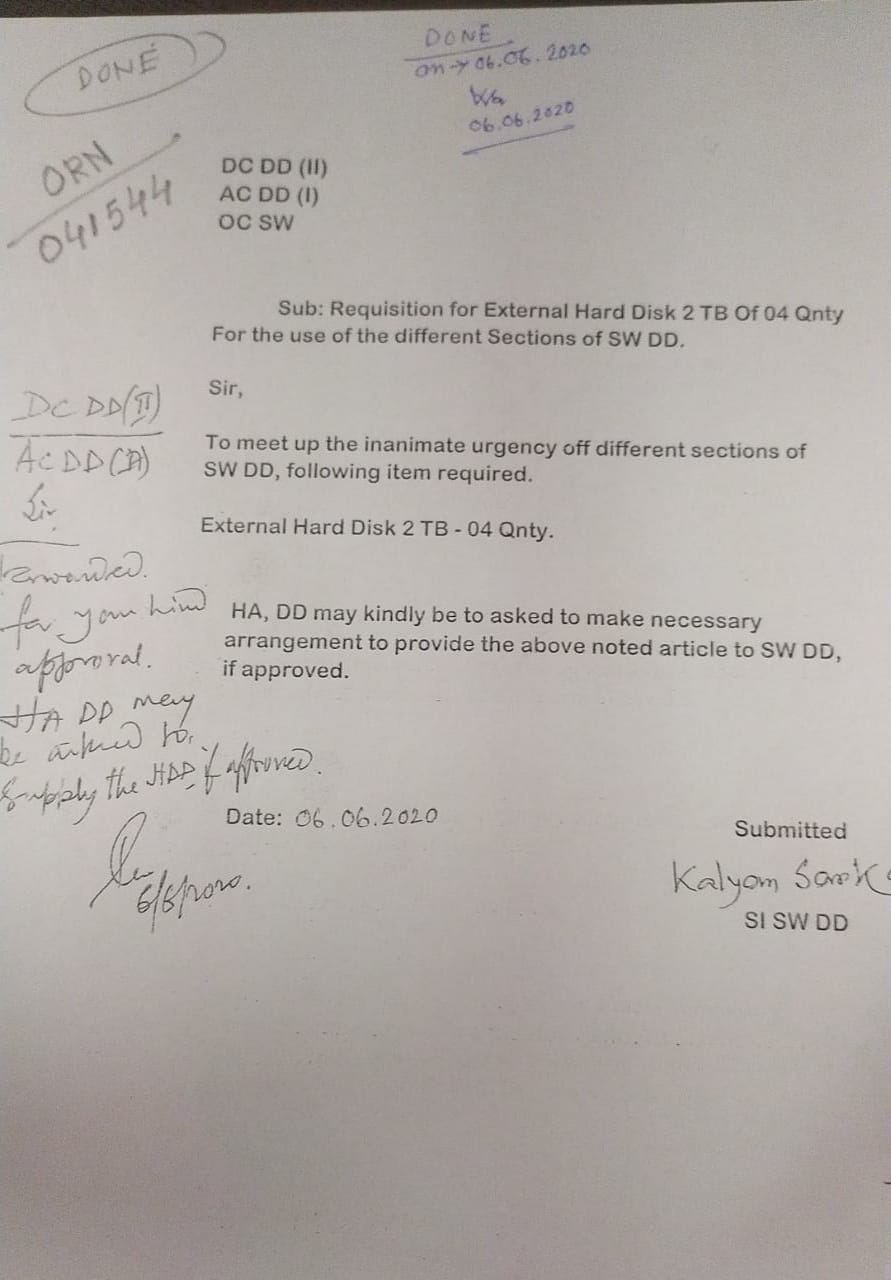 DONE
DONE
on → 06.06.2020
06.06.2020
ORN
041544
DC DD (II)
AC DD (I)
OC SW
Sub: Requisition for External Hard Disk 2 TB Of 04 Qnty
For the use of the different Sections of SW DD.
Sir,
To meet up the inanimate urgency off different sections of
SW DD, following item required.
External Hard Disk 2 TB - 04 Qnty.
HA, DD may kindly be to asked to make necessary
arrangement to provide the above noted article to SW DD,
if approved.
DC DD(II)
AC DD(I)
Sir,
Forwarded.
for your kind
approval.
HA DD may
be asked to
supply the HDD, if approved.
6/6/2020.
Date: 06.06.2020
Submitted
Kalyan Sark
SI SW DD